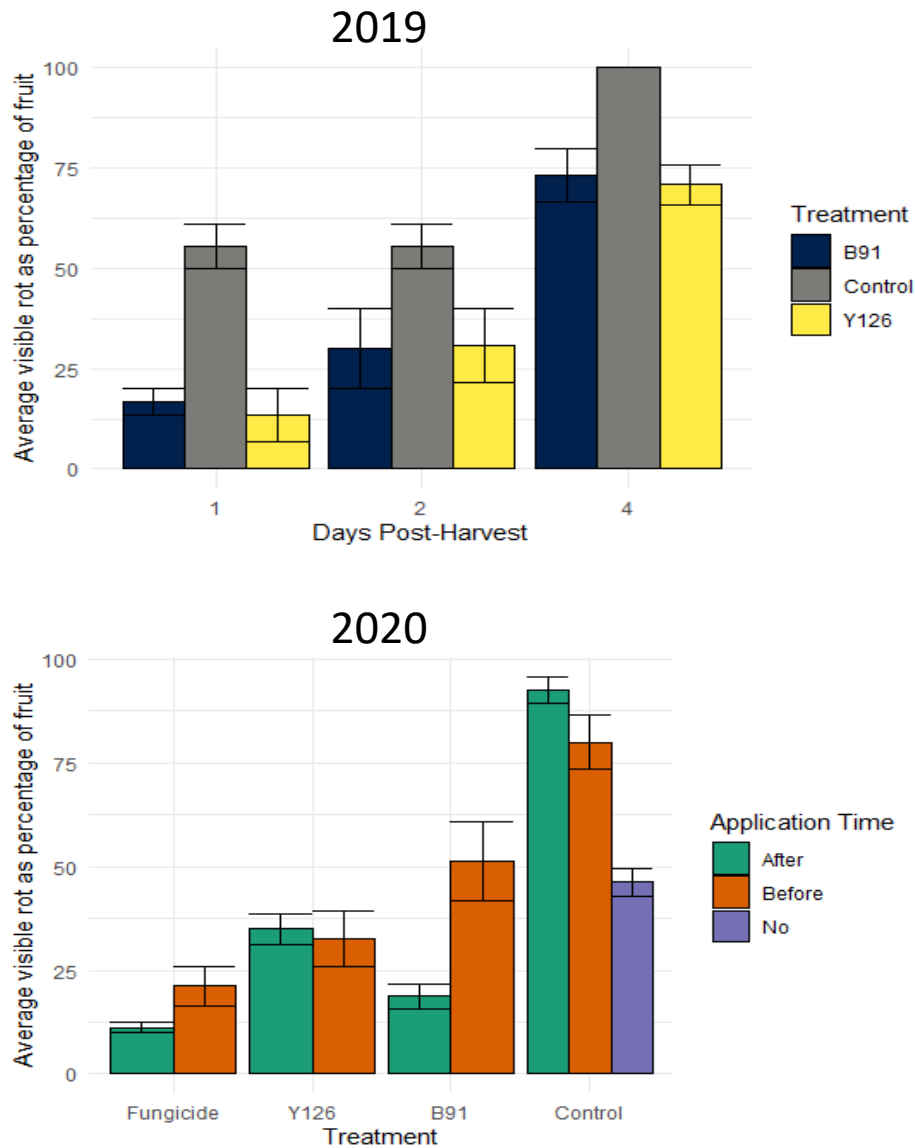 2019
Average visible rot as percentage of fruit
100
75
50
25
0
1 2 4
Days Post-Harvest
Treatment
B91
Control
Y126
2020
Average visible rot as percentage of fruit
100
75
50
25
0
Fungicide Y126 B91 Control
Treatment
Application Time
After
Before
No